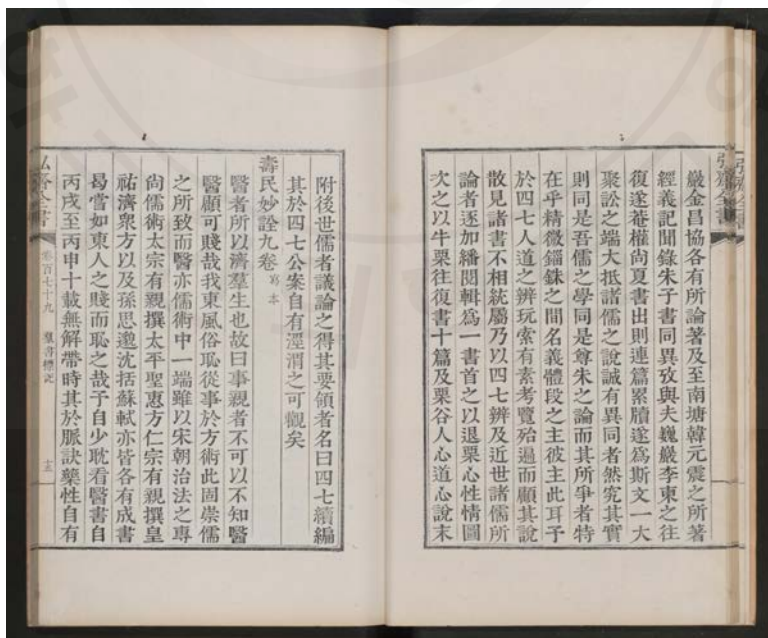 弘齋全書
巖金昌協各有所論著及至南塘韓元震之所著
經義記聞錄朱子書同異攷與夫巍巖李柬之往
復遂菴權尙夏書出則連篇累牘遂爲斯文一大
聚訟之端大抵諸儒之說誠有異同者然究其實
則同是吾儒之學同是尊朱之論而其所爭者特
在乎精微錙銖之間名義體段之主彼主此耳予
於四七人道之辨玩索有素考覽殆遍而顧其說
散見諸書不相統屬乃以四七辨及近世諸儒所
論者逐加繙閱輯爲一書首之以退栗心性情圖
次之以牛栗往復書十篇及栗谷人心道心說末
附後世儒者議論之得其要領者名曰四七續編
其於四七公案自有涇渭之可觀矣
壽民妙詮九卷 寫本
醫者所以濟羣生也故曰事親者不可以不知醫
醫顧可賤哉我東風俗恥從事於方術此固崇儒
之所致而醫亦儒術中一端雖以宋朝治法之專
尙儒術太宗有親撰太平聖惠方仁宗有親撰皇
祐濟衆方以及孫思邈沈括蘇軾亦皆各有成書
曷嘗如東人之賤而恥之哉予自少耽看醫書自
丙戌至丙申十載無解帶時其於脈訣藥性自有
弘齋全書 卷百七十九 羣書標記 十五